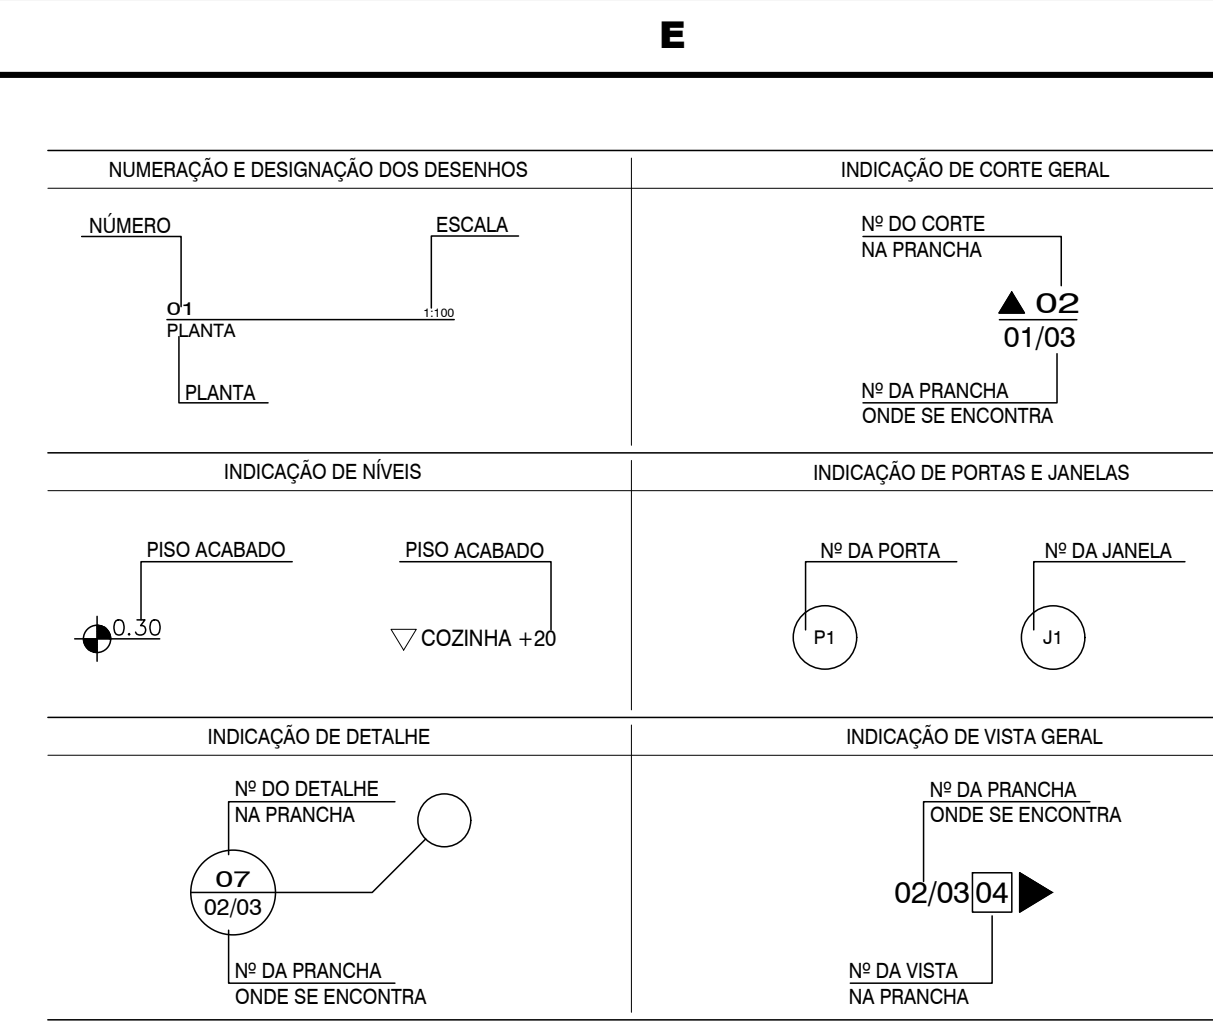 E
NUMERAÇÃO E DESIGNAÇÃO DOS DESENHOS
NÚMERO
ESCALA
01
1:100
PLANTA
PLANTA
INDICAÇÃO DE CORTE GERAL
Nº DO CORTE
NA PRANCHA
02
01/03
Nº DA PRANCHA
ONDE SE ENCONTRA
INDICAÇÃO DE NÍVEIS
PISO ACABADO
PISO ACABADO
0.30
COZINHA +20
INDICAÇÃO DE PORTAS E JANELAS
Nº DA PORTA
Nº DA JANELA
P1
J1
INDICAÇÃO DE DETALHE
Nº DO DETALHE
NA PRANCHA
07
02/03
Nº DA PRANCHA
ONDE SE ENCONTRA
INDICAÇÃO DE VISTA GERAL
Nº DA PRANCHA
ONDE SE ENCONTRA
02/03 04
Nº DA VISTA
NA PRANCHA